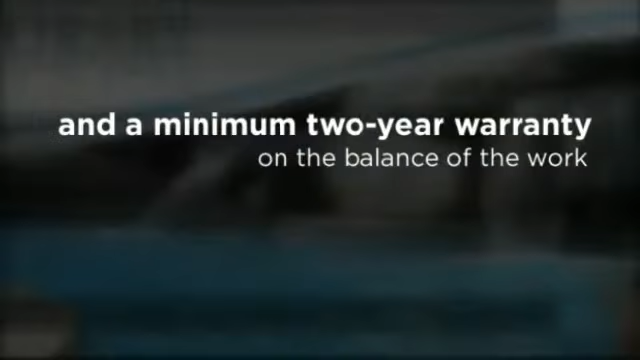 and a minimum two-year warranty
on the balance of the work